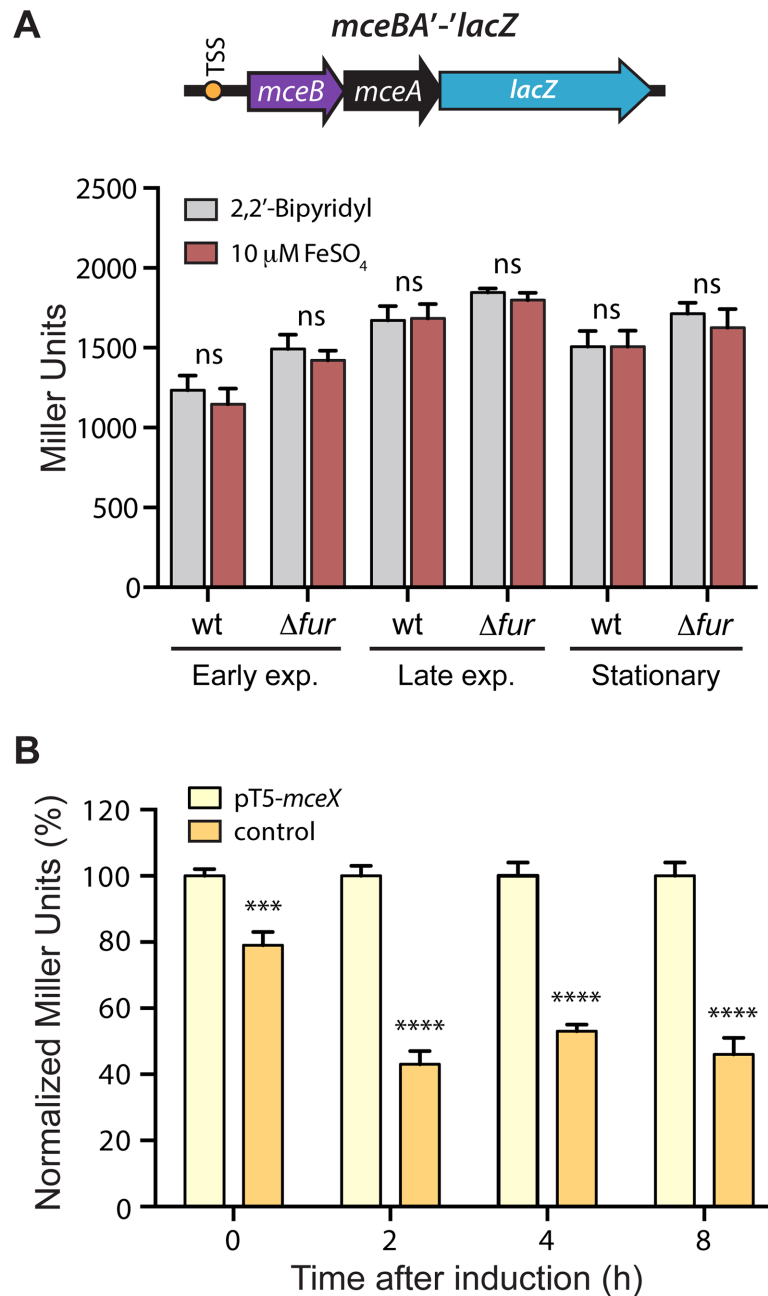 A
mceBA’-’lacZ
TSS
mceB mceA lacZ
Miller Units
2500
2000
1500
1000
500
0
2,2’-Bipyridyl
10 μM FeSO₄
ns ns ns ns ns ns
wt Δfur wt Δfur wt Δfur
Early exp. Late exp. Stationary
B
Normalized Miller Units (%)
120
100
80
60
40
20
0
pT5-mceX
control
*** **** **** ****
0 2 4 8
Time after induction (h)